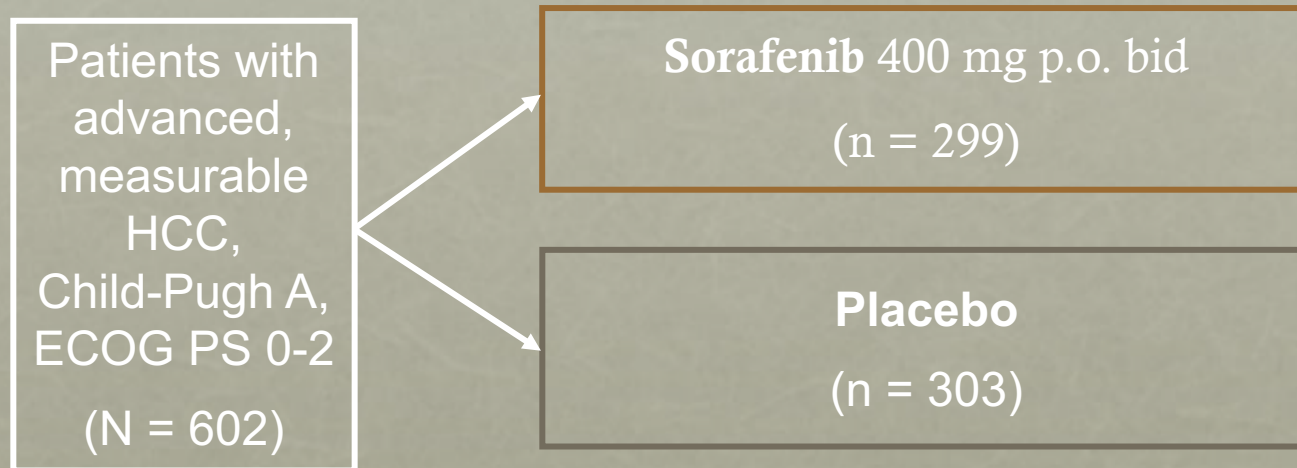 Patients with
advanced,
measurable
HCC,
Child-Pugh A,
ECOG PS 0-2
(N = 602)
Sorafenib 400 mg p.o. bid
(n = 299)
Placebo
(n = 303)